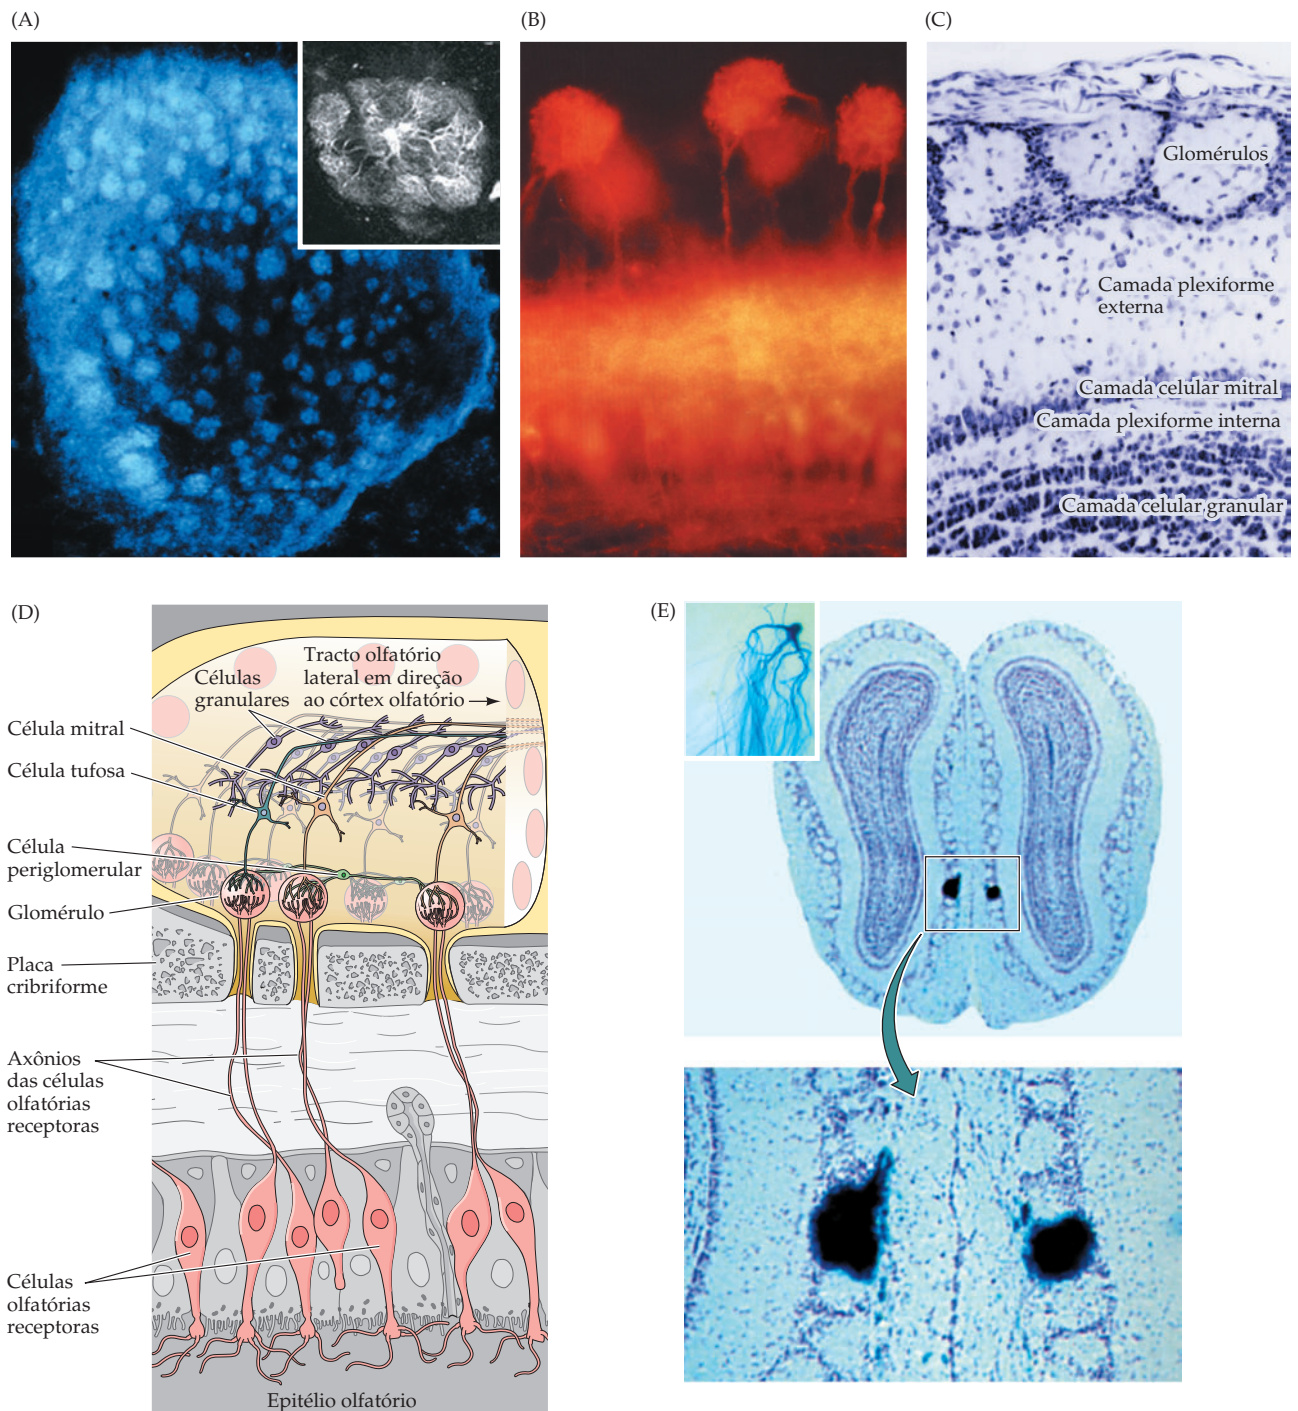 (A)
(B)
(C)
Glomérulos
Camada plexiforme
externa
Camada celular mitral
Camada plexiforme interna
Camada celular granular
(D)
Células
granulares
Tracto olfatório
lateral em direção
ao córtex olfatório
Célula mitral
Célula tufosa
Célula
periglomerular
Glomérulo
Placa
cribriforme
Axônios
das células
olfatórias
receptoras
Células
olfatórias
receptoras
Epitélio olfatório
(E)